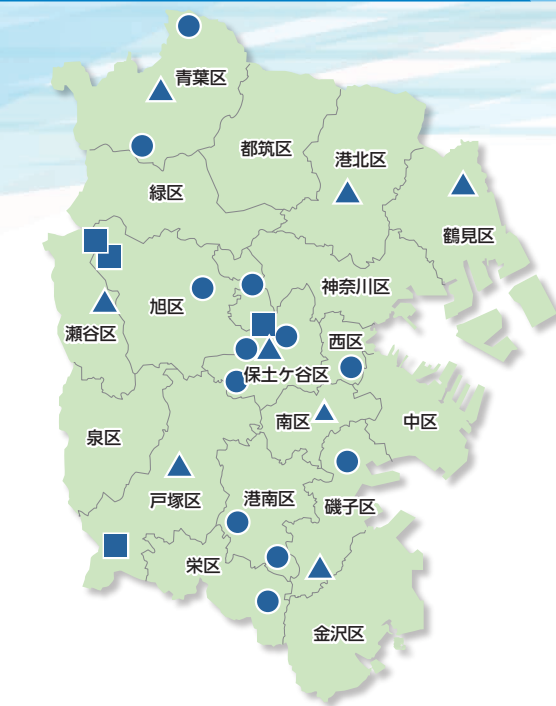 青葉区
都筑区
港北区
緑区
鶴見区
神奈川区
旭区
瀬谷区
西区
保土ケ谷区
南区
中区
泉区
戸塚区
港南区
磯子区
栄区
金沢区